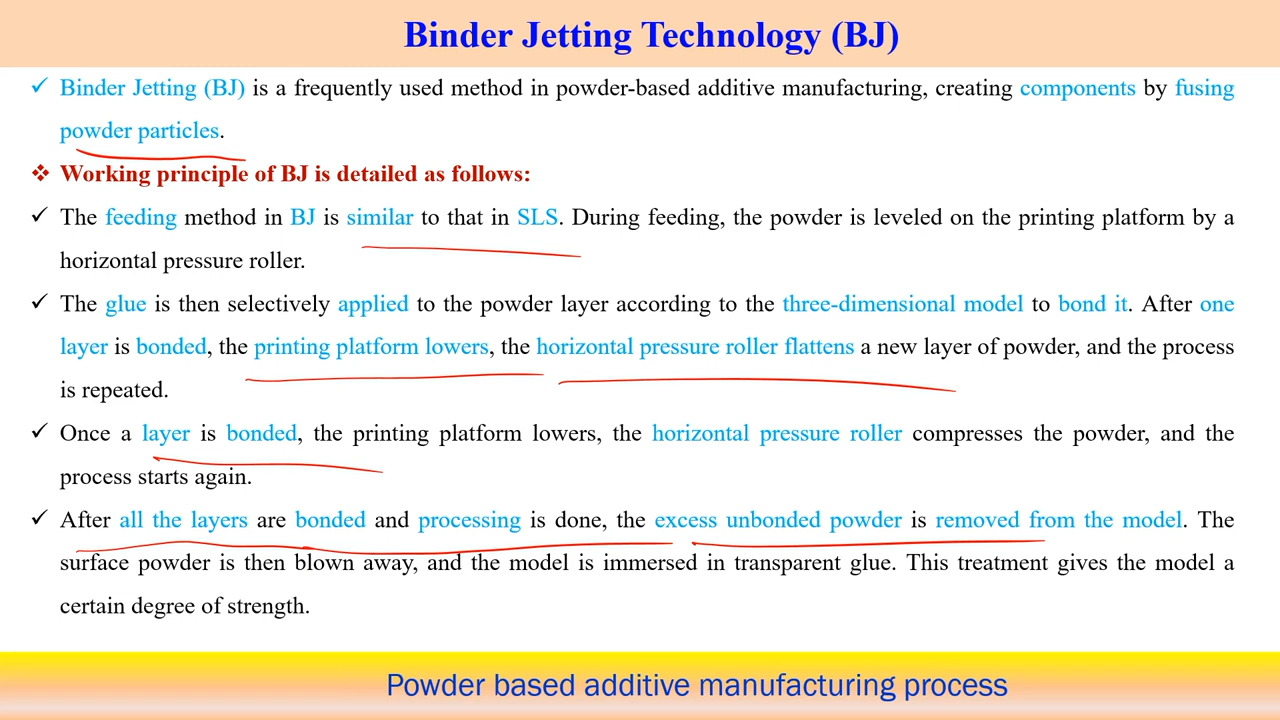 Binder Jetting Technology (BJ)
✓ Binder Jetting (BJ) is a frequently used method in powder-based additive manufacturing, creating components by fusing
powder particles.
❖ Working principle of BJ is detailed as follows:
✓ The feeding method in BJ is similar to that in SLS. During feeding, the powder is leveled on the printing platform by a
horizontal pressure roller.
✓ The glue is then selectively applied to the powder layer according to the three-dimensional model to bond it. After one
layer is bonded, the printing platform lowers, the horizontal pressure roller flattens a new layer of powder, and the process
is repeated.
✓ Once a layer is bonded, the printing platform lowers, the horizontal pressure roller compresses the powder, and the
process starts again.
✓ After all the layers are bonded and processing is done, the excess unbonded powder is removed from the model. The
surface powder is then blown away, and the model is immersed in transparent glue. This treatment gives the model a
certain degree of strength.
Powder based additive manufacturing process